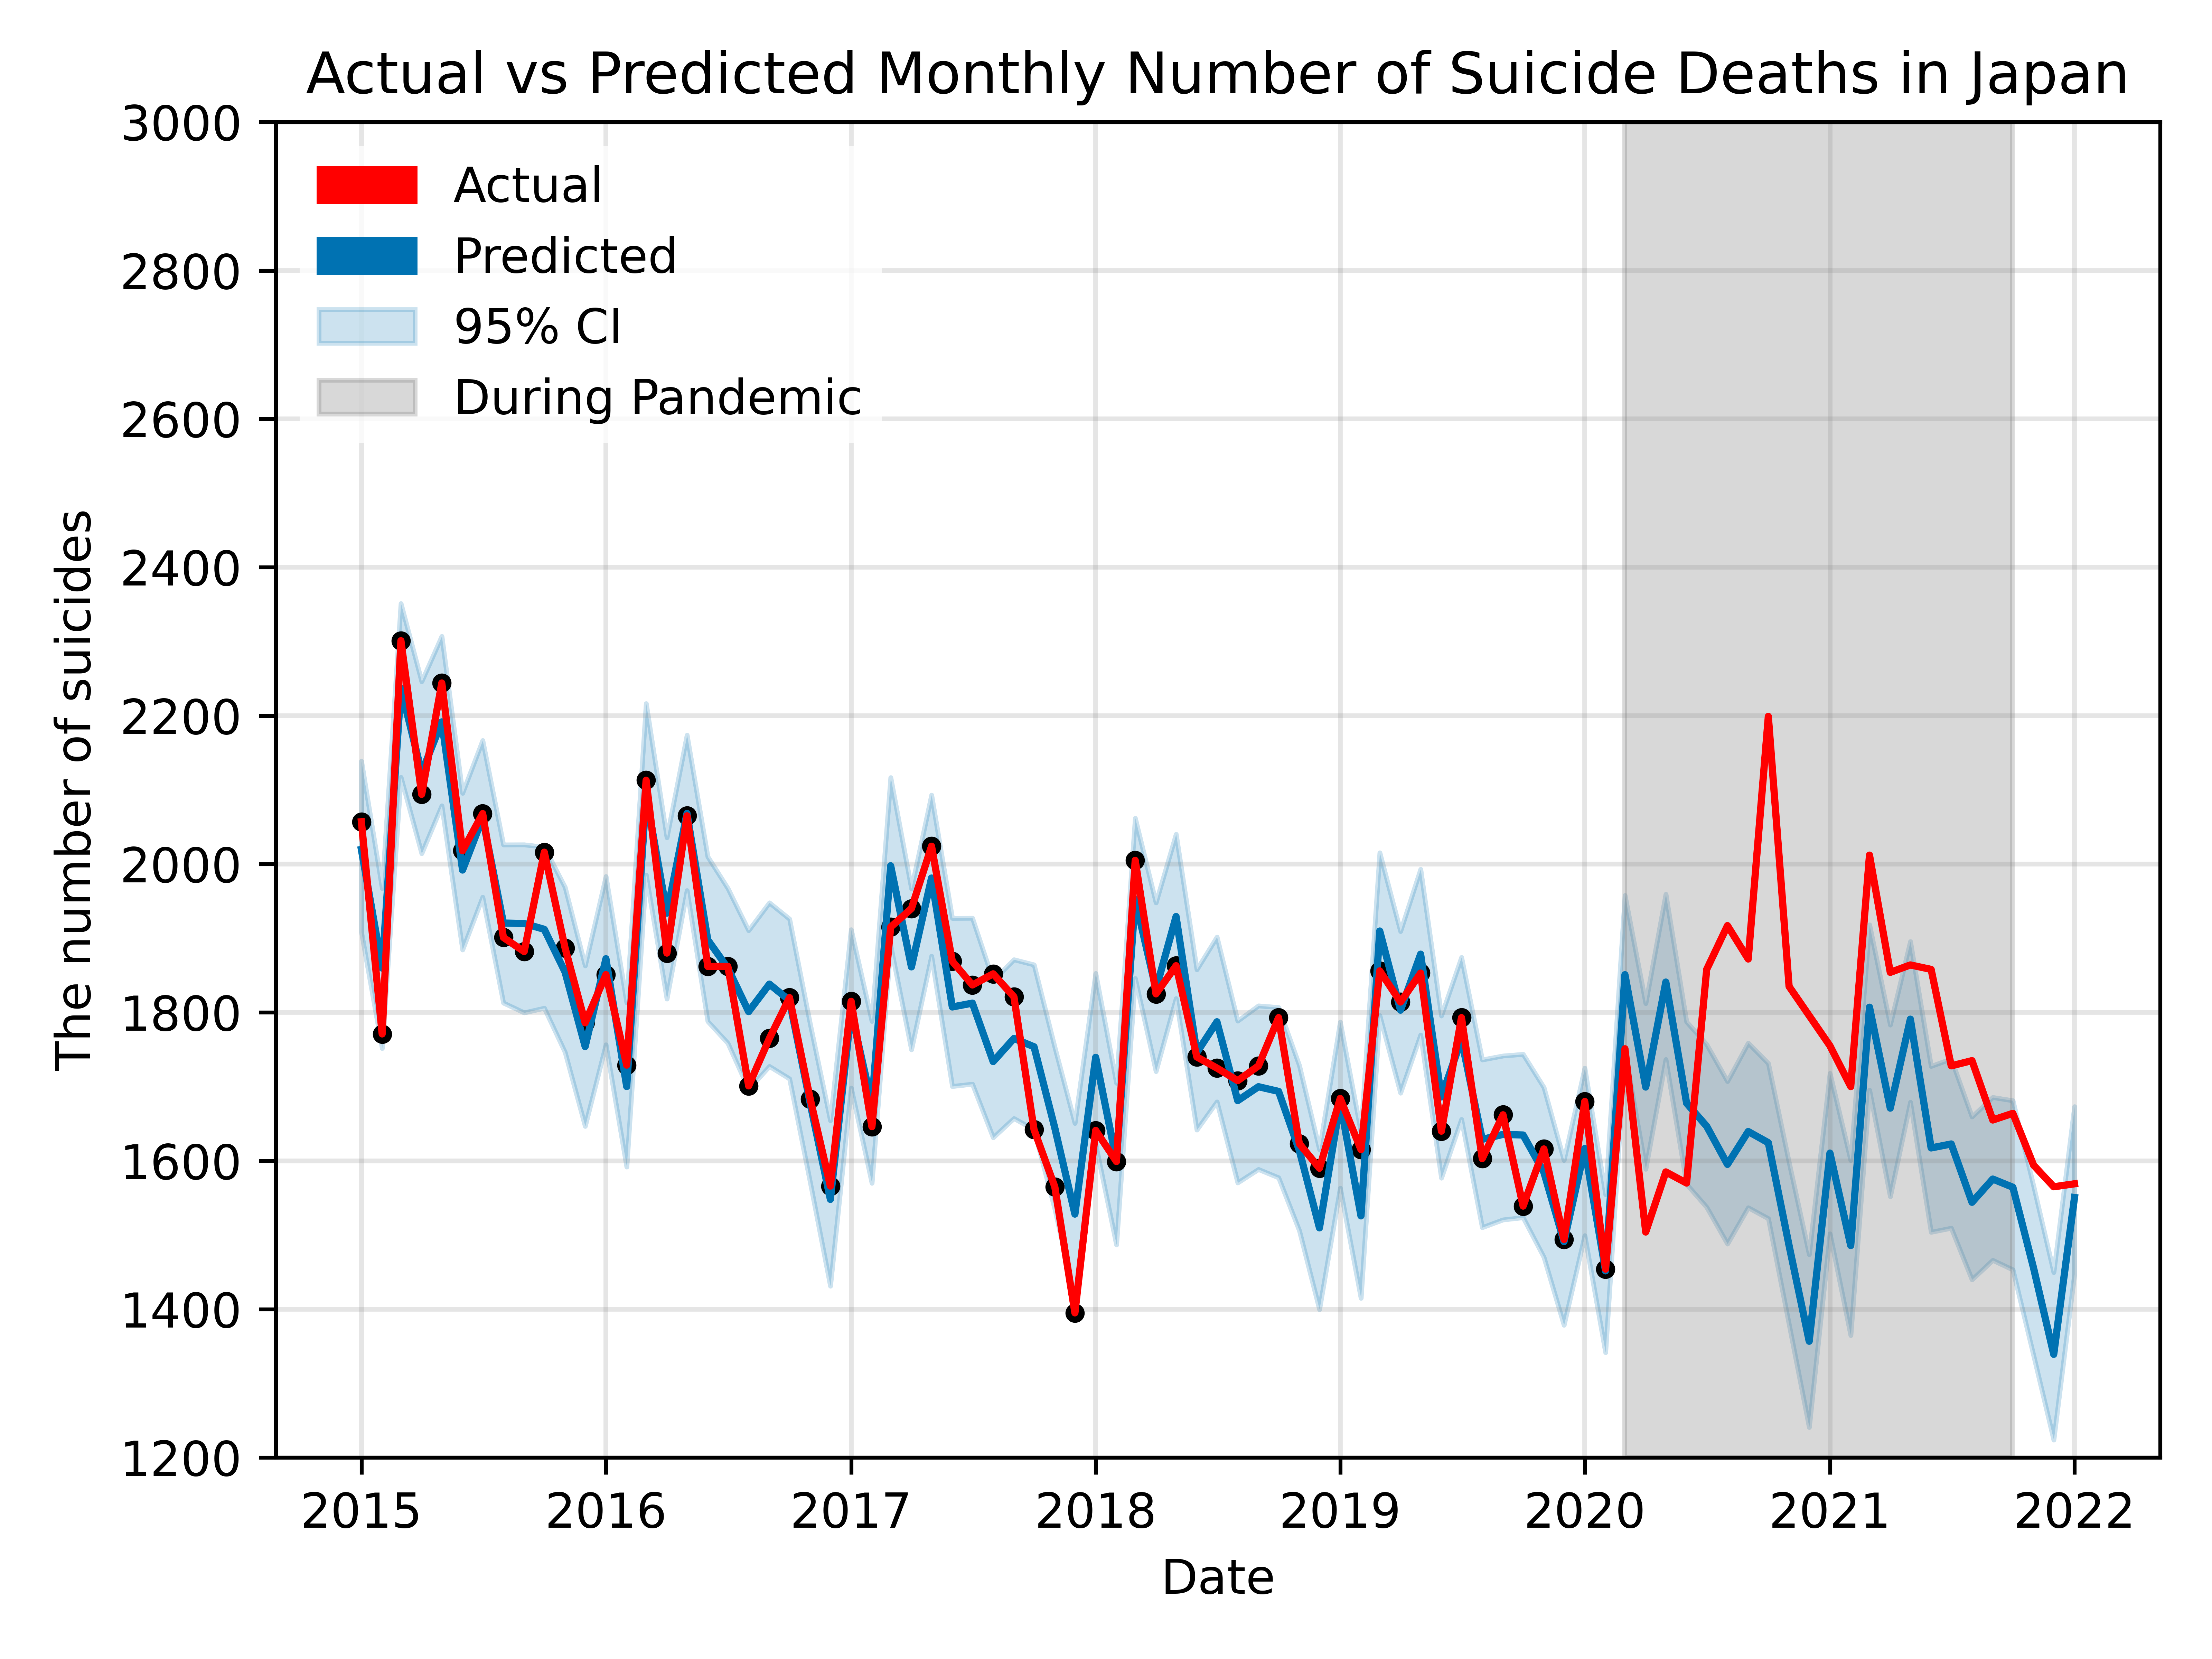 Actual vs Predicted Monthly Number of Suicide Deaths in Japan
3000
2800
2600
2400
2200
2000
1800
1600
1400
1200
The number of suicides
Actual
Predicted
95% CI
During Pandemic
2015 2016 2017 2018 2019 2020 2021 2022
Date